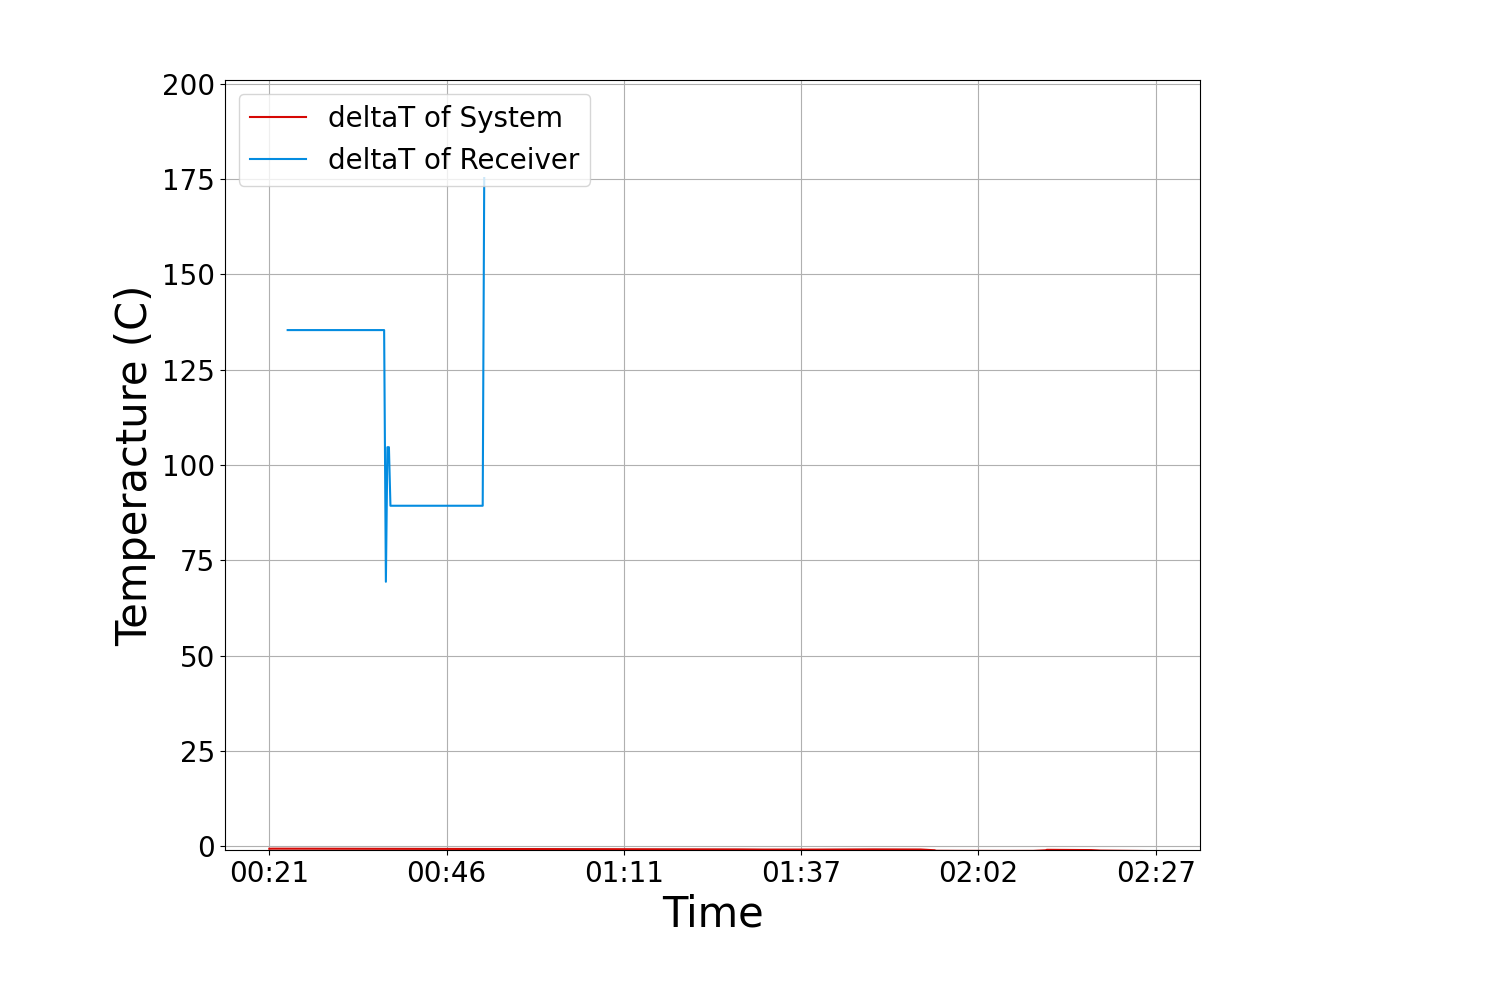 200
175
150
125
100
75
50
25
0
Temperacture (C)
deltaT of System
deltaT of Receiver
00:21 00:46 01:11 01:37 02:02 02:27
Time